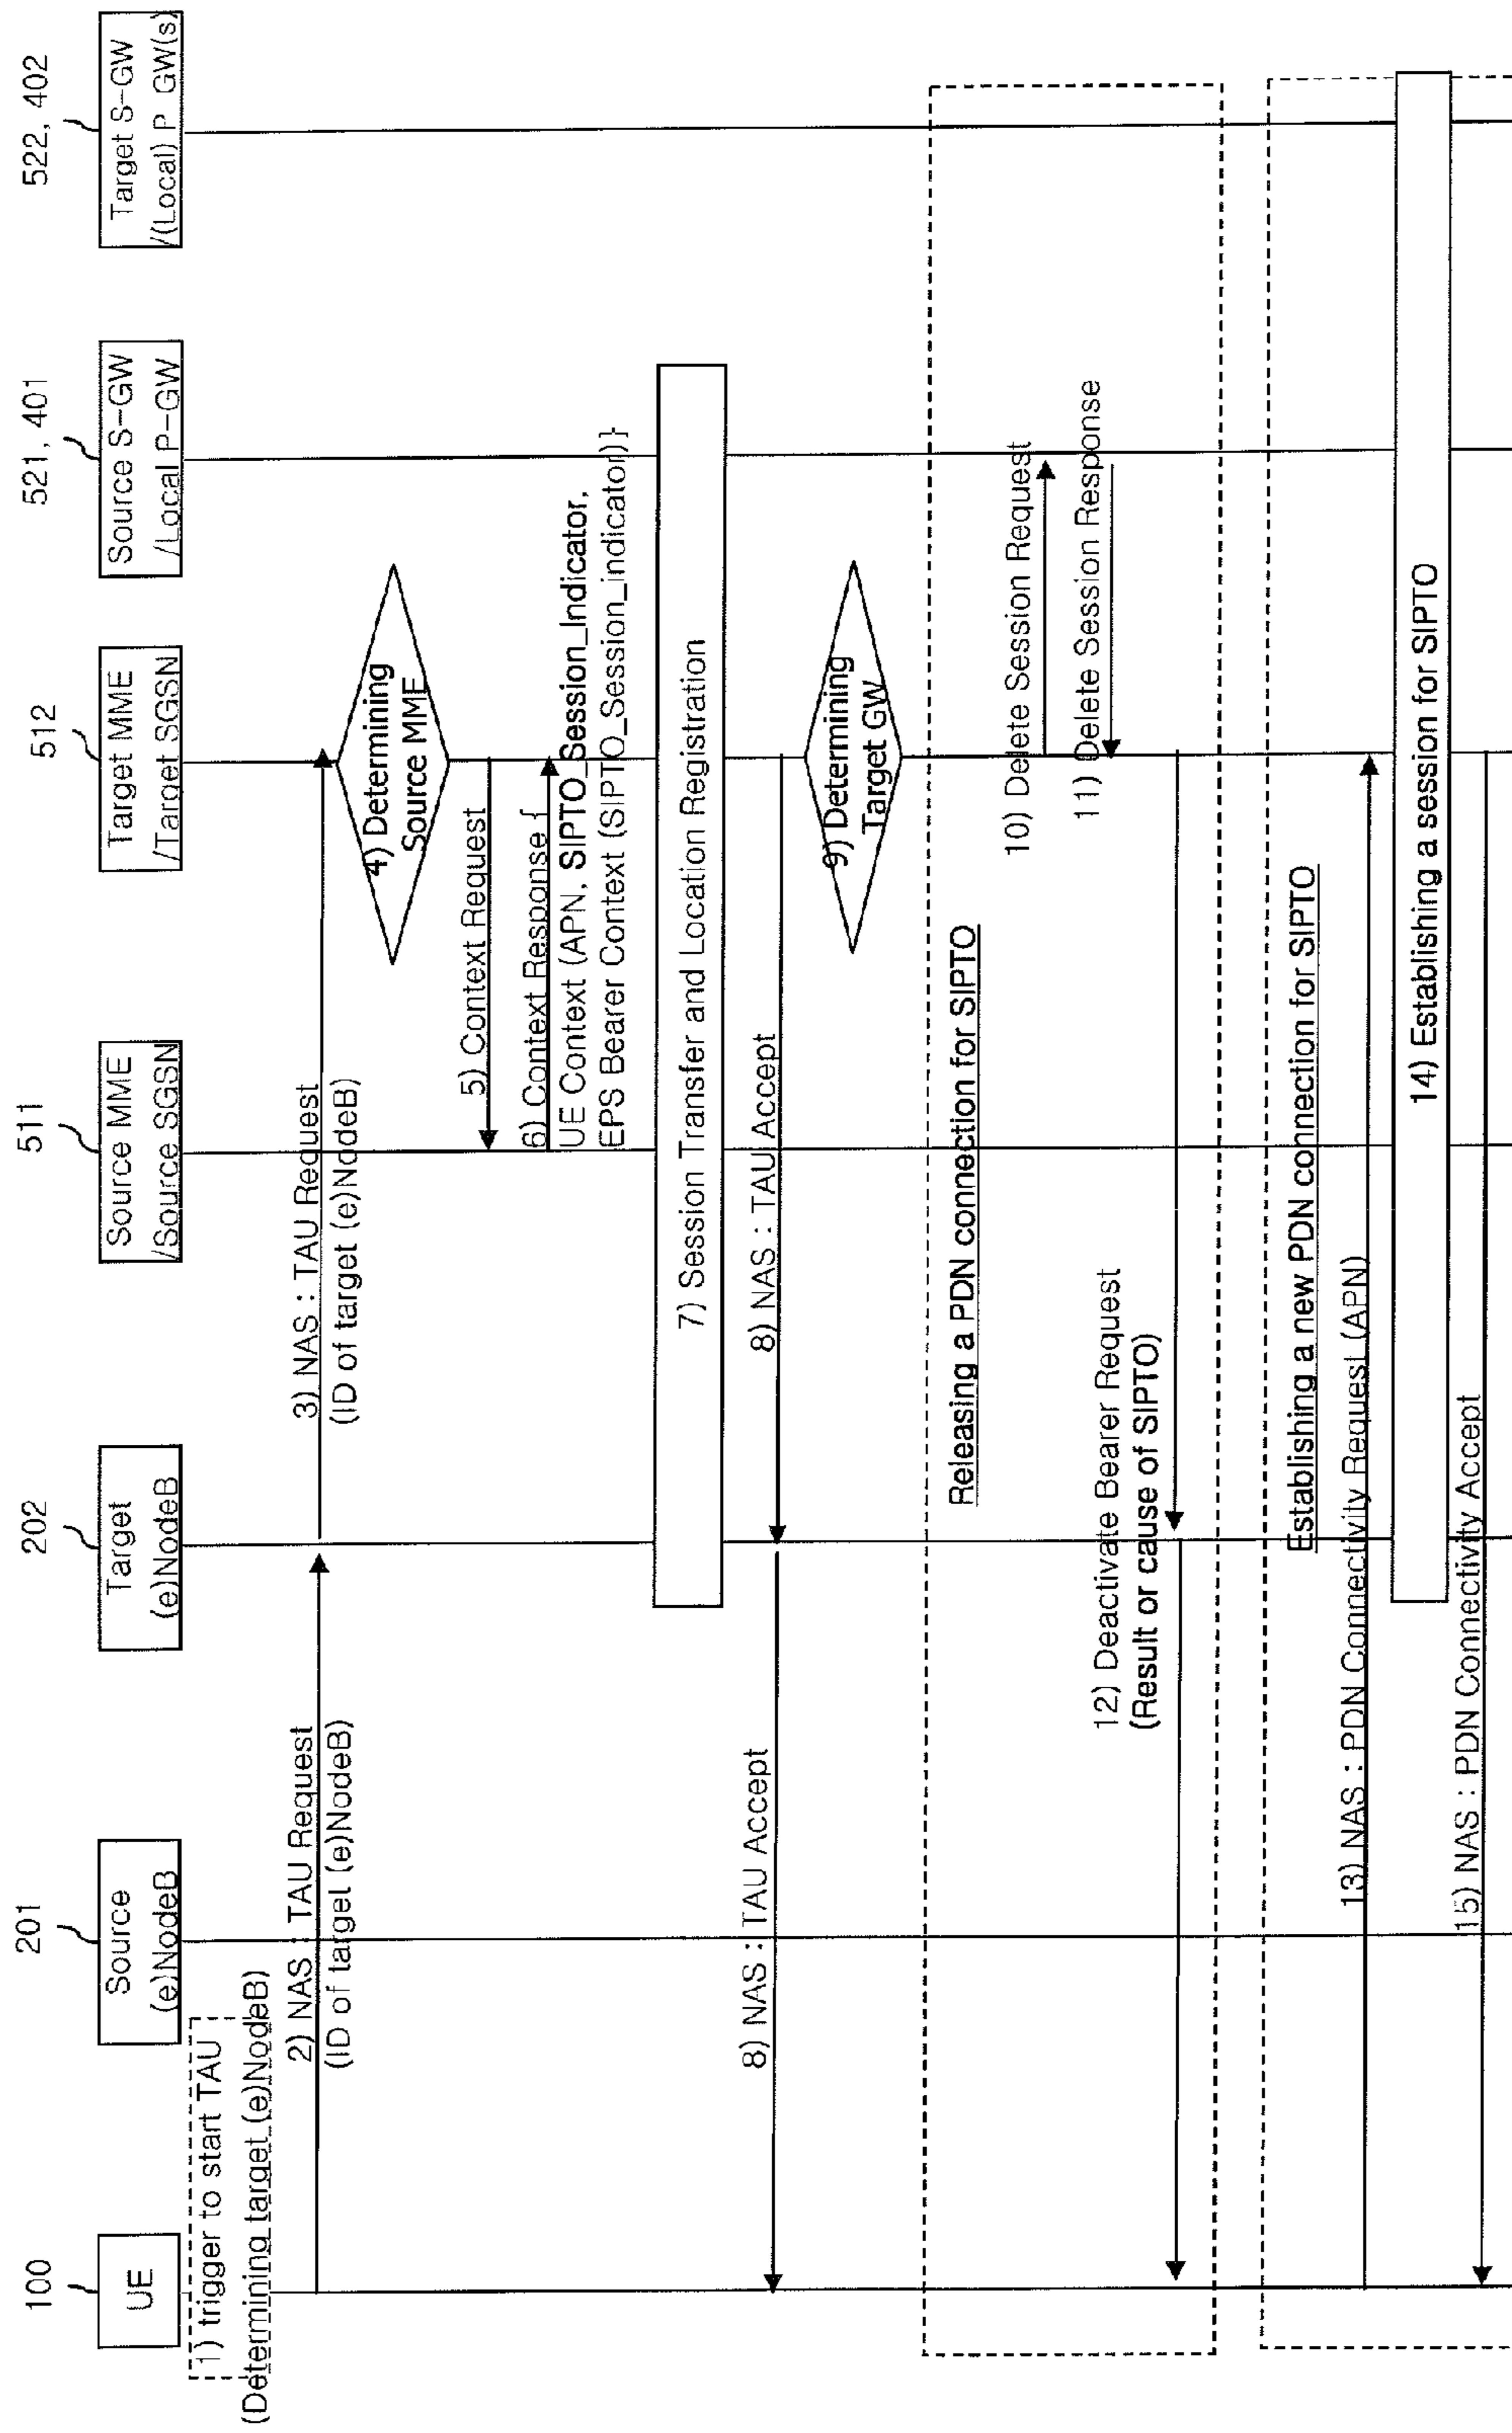 100
201
202
511
512
521, 401
522, 402
UE
Source
(e)NodeB
Target
(e)NodeB
Source MME
/Source SGSN
Target MME
/Target SGSN
Source S-GW
/Local P-GW
Target S-GW
/(Local) P GW(s)
1) trigger to start TAU
(Determining target (e)NodeB)
2) NAS : TAU Request
(ID of target (e)NodeB)
3) NAS : TAU Request
(ID of target (e)NodeB)
4) Determining
Source MME
5) Context Request
6) Context Response {
UE Context (APN, SIPTO_Session_Indicator,
EPS Bearer Context (SIPTO_Session_indicator)}
7) Session Transfer and Location Registration
8) NAS : TAU Accept
8) NAS : TAU Accept
9) Determining
Target GW
Releasing a PDN connection for SIPTO
10) Delete Session Request
11) Delete Session Response
12) Deactivate Bearer Request
(Result or cause of SIPTO)
Establishing a new PDN connection for SIPTO
13) NAS : PDN Connectivity Request (APN)
14) Establishing a session for SIPTO
15) NAS : PDN Connectivity Accept